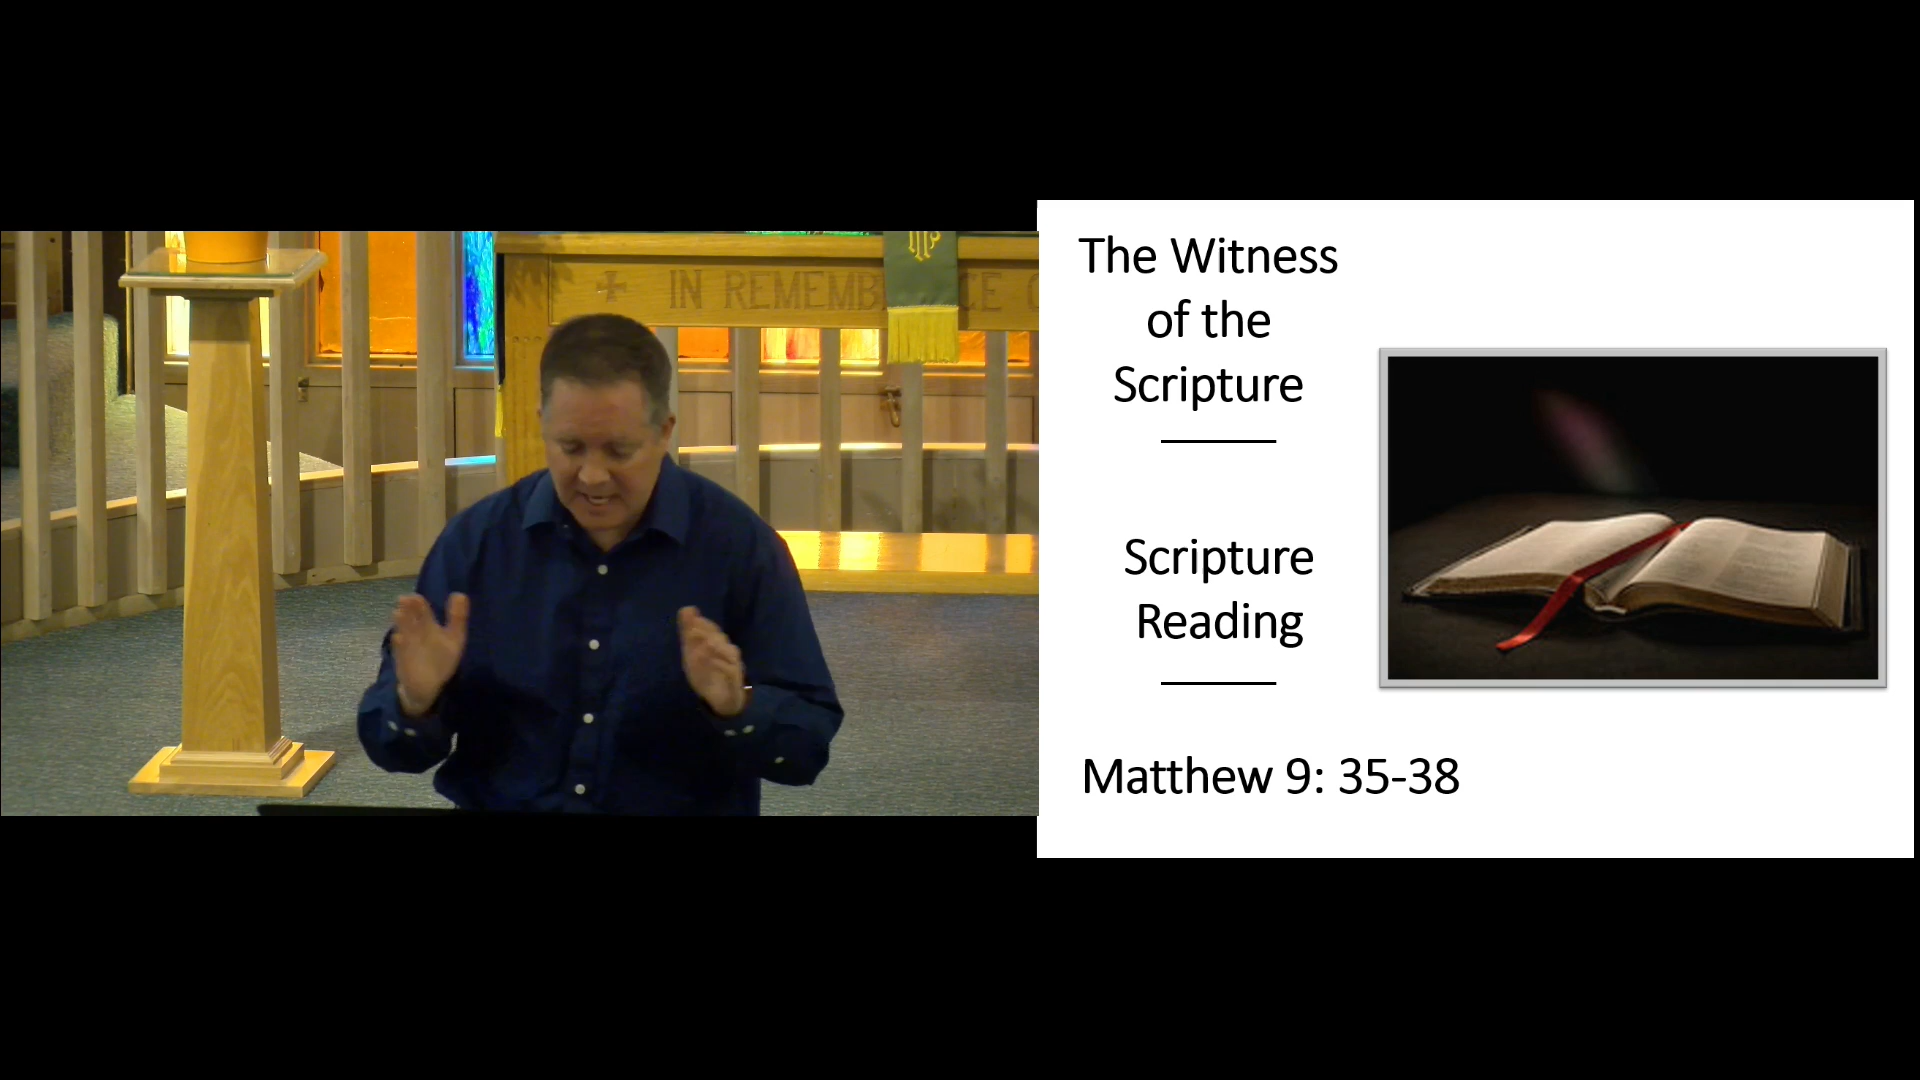 IN REMEMB
CE
The Witness
of the
Scripture
Scripture
Reading
Matthew 9: 35-38